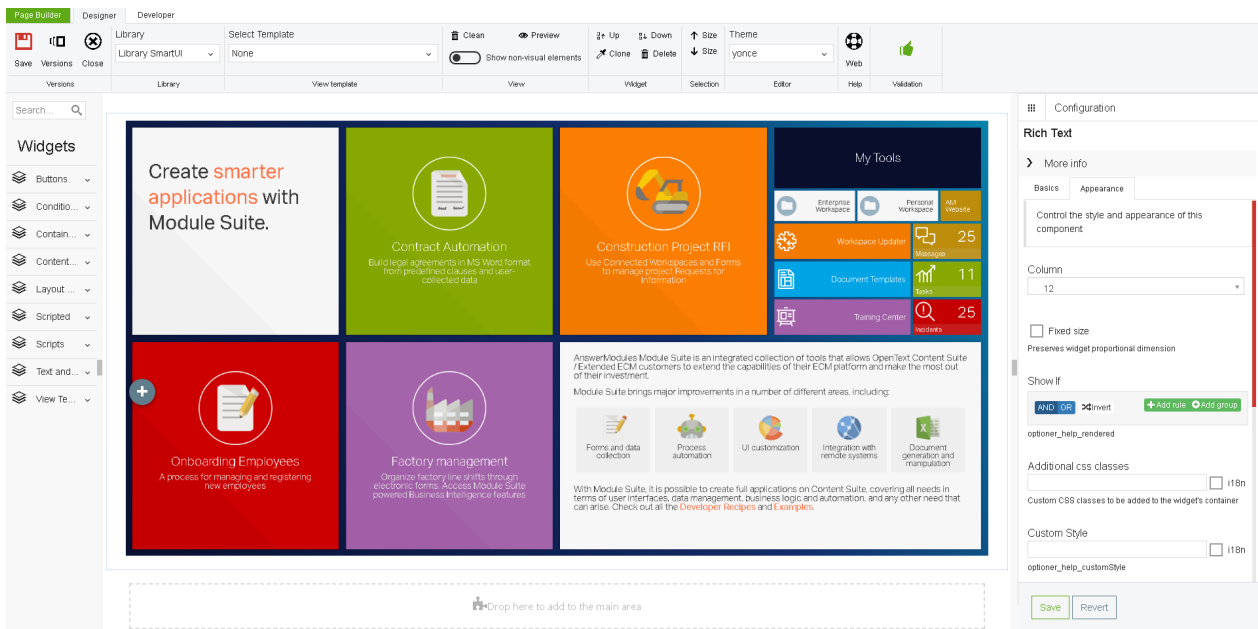 Page Builder
Designer
Developer
Library
Select Template
Clean
Preview
Up
Down
Size
Theme
Library SmartUI
None
Show non-visual elements
Clone
Delete
Size
yonce
Save
Versions
Close
Web
Versions
Library
View template
View
Widget
Selection
Editor
Help
Validation
Search...
Widgets
Buttons
Conditio...
Contain...
Content...
Layout ...
Scripted
Scripts
Text and...
View Te...
Create smarter
applications with
Module Suite.
Contract Automation
Build legal agreements in MS Word format
from predefined clauses and user-
collected data
Construction Project RFI
Use Connected Workspaces and Forms
to manage project Requests for
Information
My Tools
Enterprise
Workspace
Personal
Workspace
AM
Website
Workspace Updater
25
Messages
Document Templates
11
Tasks
Training Center
25
Incidents
Onboarding Employees
A process for managing and registering
new employees
Factory management
Organize factory line shifts through
electronic forms. Access Module Suite
powered Business Intelligence features
AnswerModules Module Suite is an integrated collection of tools that allows OpenText Content Suite
/ Extended ECM customers to extend the capabilities of their ECM platform and make the most out
of their investment.
Module Suite brings major improvements in a number of different areas, including:
Forms and data
collection
Process
automation
UI customization
Integration with
remote systems
Document
generation and
manipulation
With Module Suite, it is possible to create full applications on Content Suite, covering all needs in
terms of user interfaces, data management, business logic and automation, and any other need that
can arise. Check out all the Developer Recipes and Examples.
Drop here to add to the main area
Configuration
Rich Text
More info
Basics
Appearance
Control the style and appearance of this
component
Column
12
Fixed size
Preserves widget proportional dimension
Show If
AND OR Invert
Add rule Add group
optioner_help_rendered
Additional css classes
i18n
Custom CSS classes to be added to the widget's container
Custom Style
i18n
optioner_help_customStyle
Save
Revert